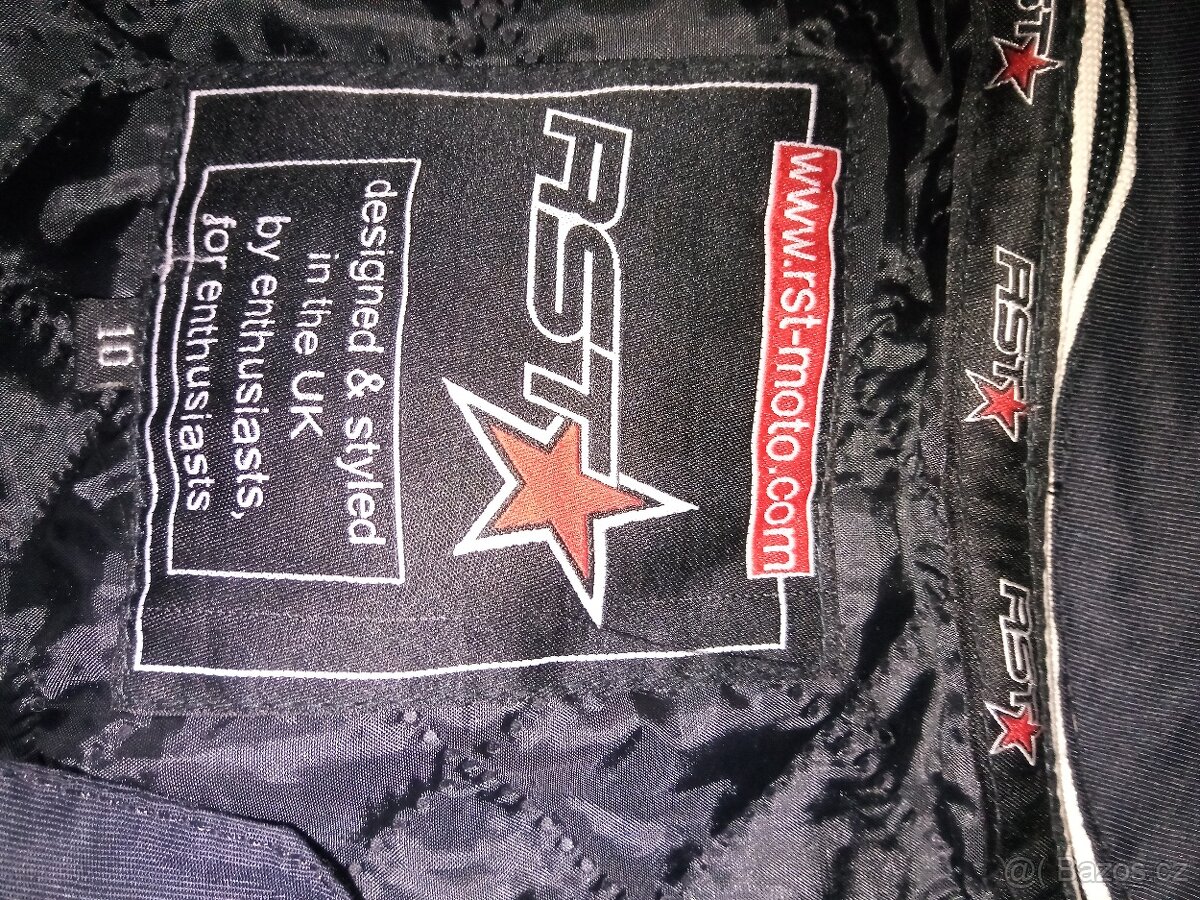 www.rst-moto.com
RST
designed & styled
in the UK
by enthusiasts,
for enthusiasts
10
RST
RST
RST
@( Bazos.cz